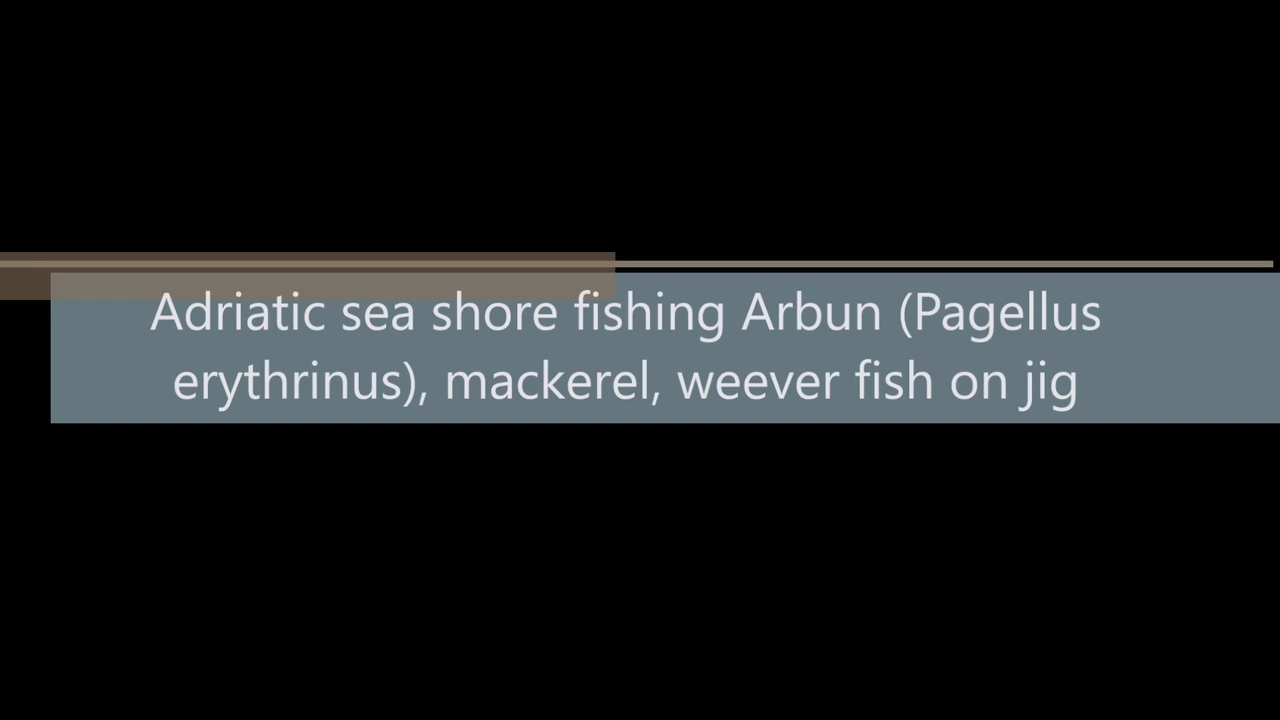 Adriatic sea shore fishing Arbun (Pagellus
erythrinus), mackerel, weever fish on jig